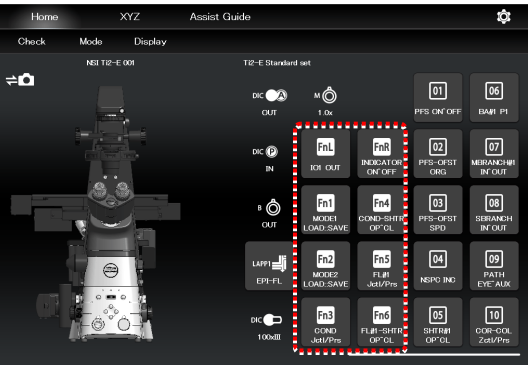 Home XYZ Assist Guide
Check Mode Display
NSI Ti2-E 001
Ti2-E Standard set
DIC A
OUT
M
1.0x
01
PFS ON˜OFF
06
BA#1 P1
DIC P
IN
FnL
IO1 OUT
FnR
INDICATOR
ON˜OFF
02
PFS-OFST
ORG
07
MBRANCH#1
IN˜OUT
B
OUT
Fn1
MODE1
LOAD:SAVE
Fn4
COND-SHTR
OP˜CL
03
PFS-OFST
SPD
08
SBRANCH
IN˜OUT
LAPP1
EPI-FL
Fn2
MODE2
LOAD:SAVE
Fn5
FL#1
Jctl/Prs
04
NSPC INC
09
PATH
EYE˜AUX
DIC
100xIII
Fn3
COND
Jctl/Prs
Fn6
FL#1-SHTR
OP˜CL
05
SHTR#1
OP˜CL
10
COR-COL
Zctl/Prs